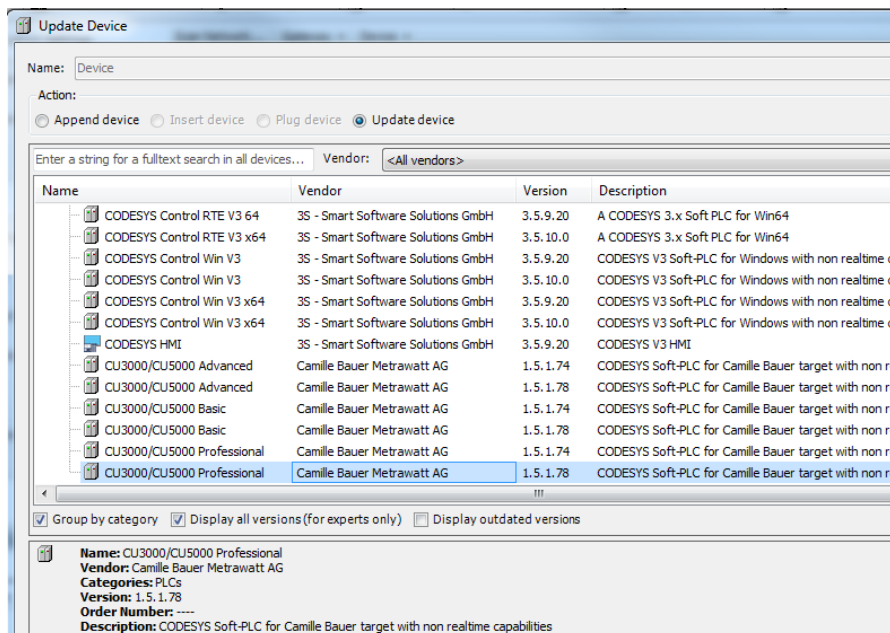 Update Device
Name: Device
Action:
Append device Insert device Plug device Update device
Enter a string for a fulltext search in all devices... Vendor: <All vendors>
Name Vendor Version Description
CODESYS Control RTE V3 64 3S - Smart Software Solutions GmbH 3.5.9.20 A CODESYS 3.x Soft PLC for Win64
CODESYS Control RTE V3 x64 3S - Smart Software Solutions GmbH 3.5.10.0 A CODESYS 3.x Soft PLC for Win64
CODESYS Control Win V3 3S - Smart Software Solutions GmbH 3.5.9.20 CODESYS V3 Soft-PLC for Windows with non realtime c
CODESYS Control Win V3 3S - Smart Software Solutions GmbH 3.5.10.0 CODESYS V3 Soft-PLC for Windows with non realtime c
CODESYS Control Win V3 x64 3S - Smart Software Solutions GmbH 3.5.9.20 CODESYS V3 Soft-PLC for Windows with non realtime c
CODESYS Control Win V3 x64 3S - Smart Software Solutions GmbH 3.5.10.0 CODESYS V3 Soft-PLC for Windows with non realtime c
CODESYS HMI 3S - Smart Software Solutions GmbH 3.5.9.20 CODESYS V3 HMI
CU3000/CU5000 Advanced Camille Bauer Metrawatt AG 1.5.1.74 CODESYS Soft-PLC for Camille Bauer target with non r
CU3000/CU5000 Advanced Camille Bauer Metrawatt AG 1.5.1.78 CODESYS Soft-PLC for Camille Bauer target with non r
CU3000/CU5000 Basic Camille Bauer Metrawatt AG 1.5.1.74 CODESYS Soft-PLC for Camille Bauer target with non r
CU3000/CU5000 Basic Camille Bauer Metrawatt AG 1.5.1.78 CODESYS Soft-PLC for Camille Bauer target with non r
CU3000/CU5000 Professional Camille Bauer Metrawatt AG 1.5.1.74 CODESYS Soft-PLC for Camille Bauer target with non r
CU3000/CU5000 Professional Camille Bauer Metrawatt AG 1.5.1.78 CODESYS Soft-PLC for Camille Bauer target with non r
Group by category Display all versions (for experts only) Display outdated versions
Name: CU3000/CU5000 Professional
Vendor: Camille Bauer Metrawatt AG
Categories: PLCs
Version: 1.5.1.78
Order Number: ----
Description: CODESYS Soft-PLC for Camille Bauer target with non realtime capabilities